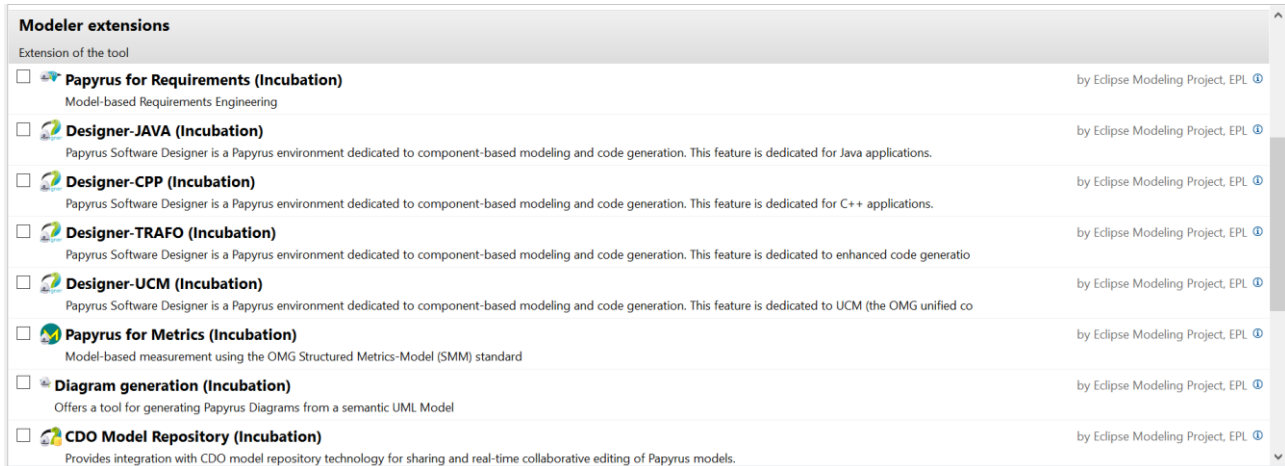 Modeler extensions
Extension of the tool
Papyrus for Requirements (Incubation)
by Eclipse Modeling Project, EPL
Model-based Requirements Engineering
Designer-JAVA (Incubation)
by Eclipse Modeling Project, EPL
Papyrus Software Designer is a Papyrus environment dedicated to component-based modeling and code generation. This feature is dedicated for Java applications.
Designer-CPP (Incubation)
by Eclipse Modeling Project, EPL
Papyrus Software Designer is a Papyrus environment dedicated to component-based modeling and code generation. This feature is dedicated for C++ applications.
Designer-TRAFO (Incubation)
by Eclipse Modeling Project, EPL
Papyrus Software Designer is a Papyrus environment dedicated to component-based modeling and code generation. This feature is dedicated to enhanced code generatio
Designer-UCM (Incubation)
by Eclipse Modeling Project, EPL
Papyrus Software Designer is a Papyrus environment dedicated to component-based modeling and code generation. This feature is dedicated to UCM (the OMG unified co
Papyrus for Metrics (Incubation)
by Eclipse Modeling Project, EPL
Model-based measurement using the OMG Structured Metrics-Model (SMM) standard
Diagram generation (Incubation)
by Eclipse Modeling Project, EPL
Offers a tool for generating Papyrus Diagrams from a semantic UML Model
CDO Model Repository (Incubation)
by Eclipse Modeling Project, EPL
Provides integration with CDO model repository technology for sharing and real-time collaborative editing of Papyrus models.